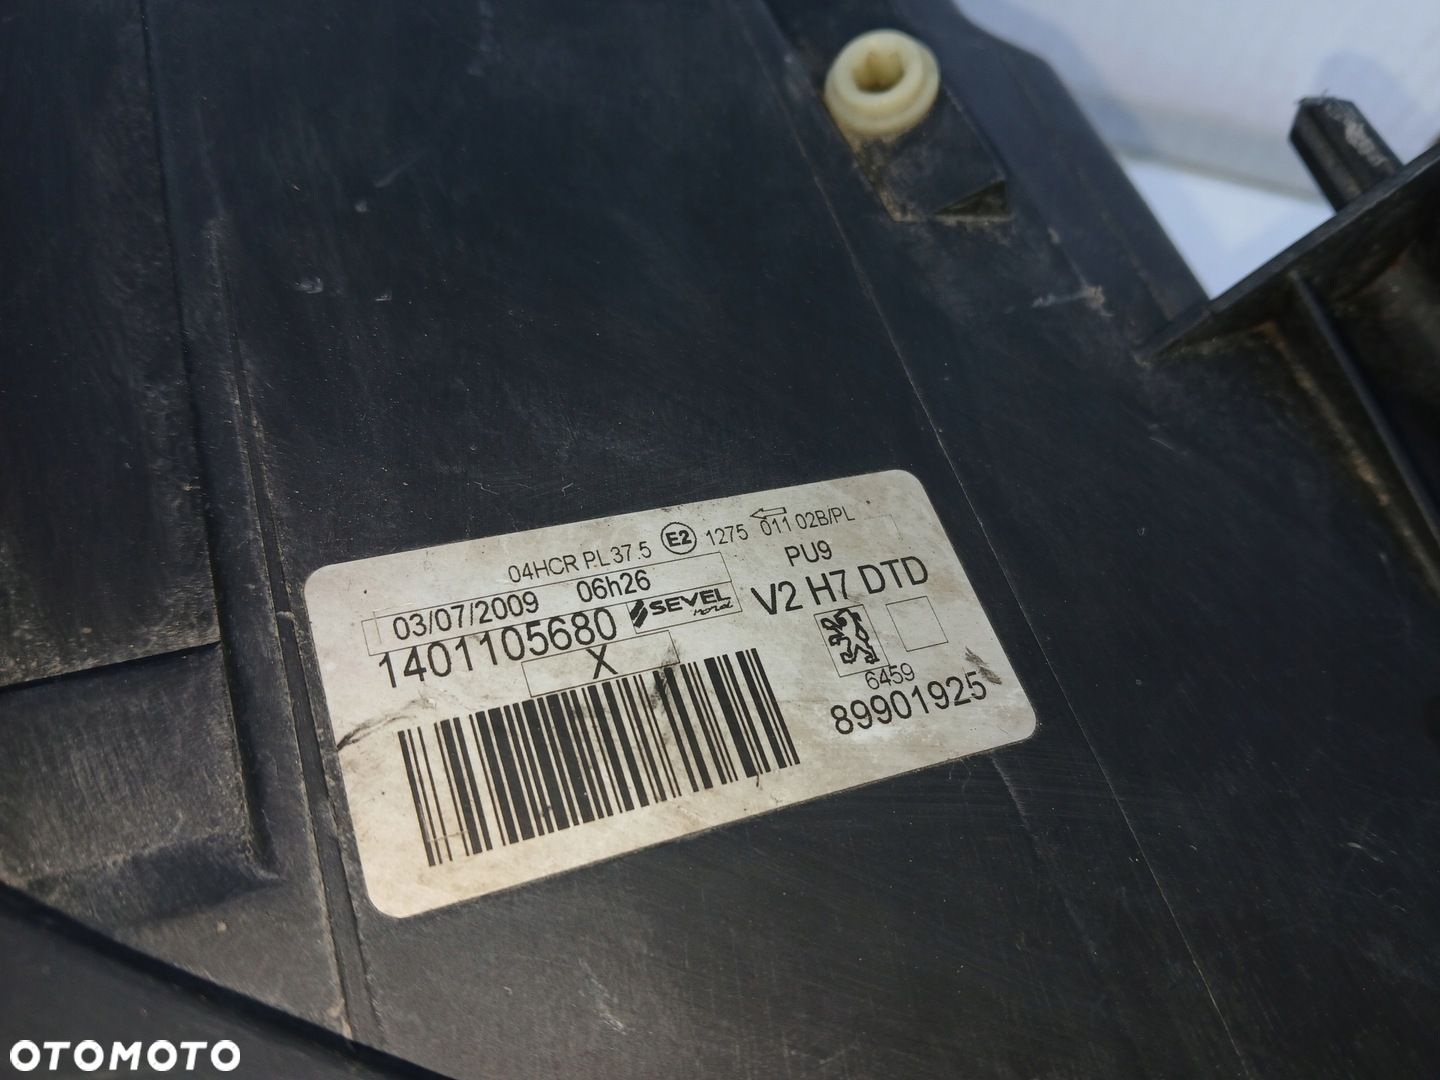 04HCR PL 37.5 E2 1275 011 02B/PL
03/07/2009 06h26 PU9
1401105680 SEVEL nord V2 H7 DTD
X
6459
89901925
OTOMOTO